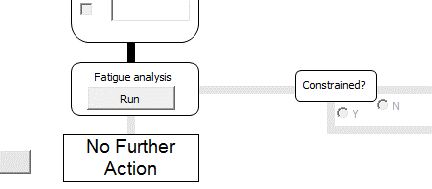 Fatigue analysis
Run
Constrained?
Y
N
No Further
Action